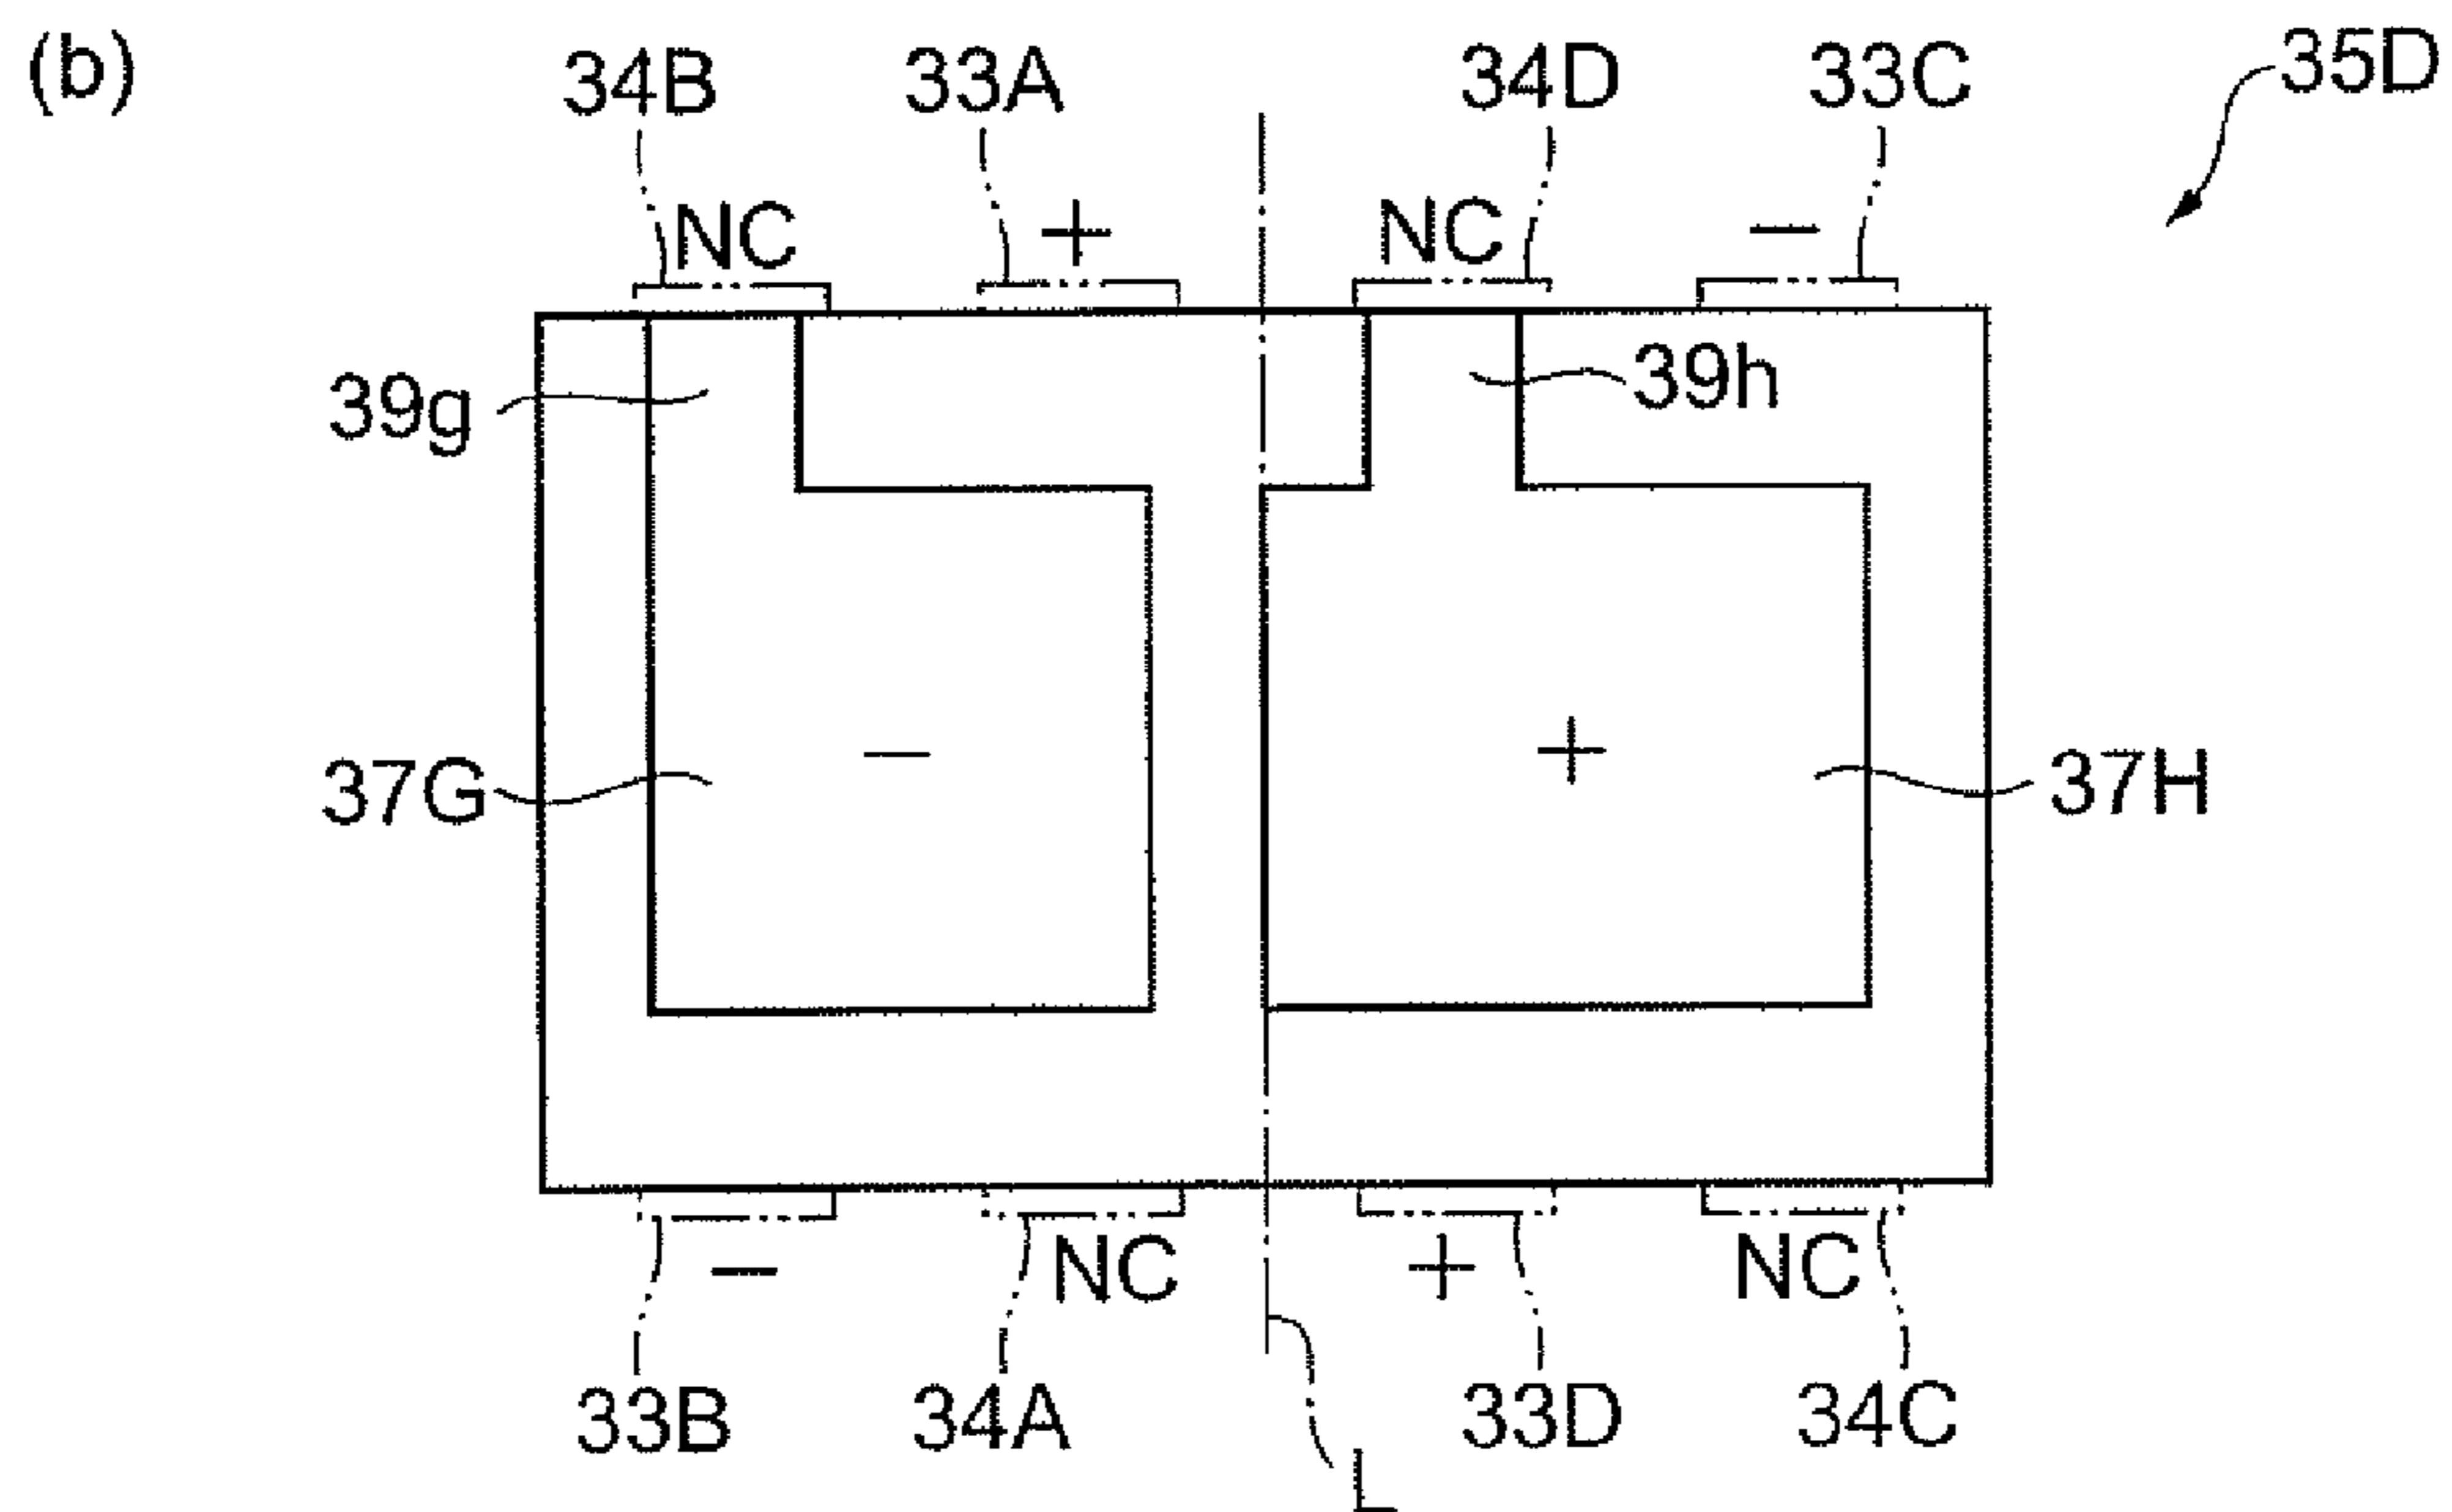 (b)
34B 33A 34D 33C 35D
NC + NC −
39g 39h
− +
37G 37H
− NC + NC
33B 34A 33D 34C
L